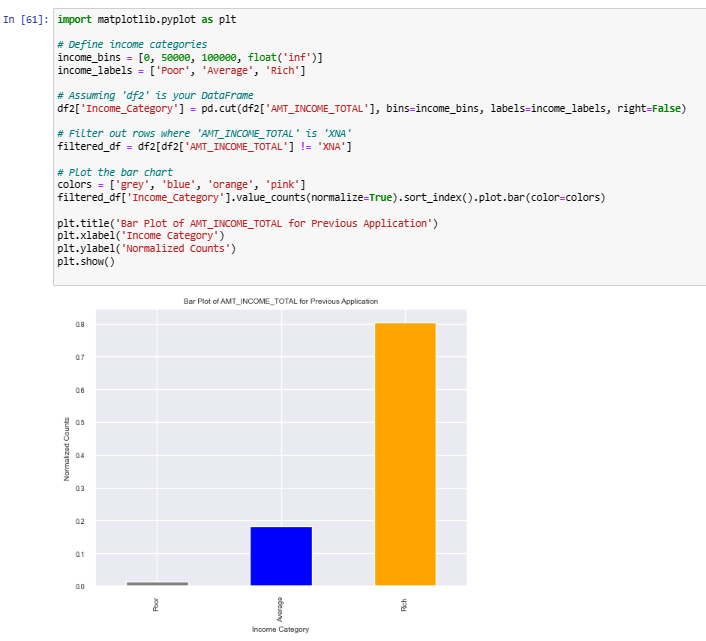 In [61]: import matplotlib.pyplot as plt
# Define income categories
income_bins = [0, 50000, 100000, float('inf')]
income_labels = ['Poor', 'Average', 'Rich']
# Assuming 'df2' is your DataFrame
df2['Income_Category'] = pd.cut(df2['AMT_INCOME_TOTAL'], bins=income_bins, labels=income_labels, right=False)
# Filter out rows where 'AMT_INCOME_TOTAL' is 'XNA'
filtered_df = df2[df2['AMT_INCOME_TOTAL'] != 'XNA']
# Plot the bar chart
colors = ['grey', 'blue', 'orange', 'pink']
filtered_df['Income_Category'].value_counts(normalize=True).sort_index().plot.bar(color=colors)
plt.title('Bar Plot of AMT_INCOME_TOTAL for Previous Application')
plt.xlabel('Income Category')
plt.ylabel('Normalized Counts')
plt.show()
Bar Plot of AMT_INCOME_TOTAL for Previous Application
Normalized Counts
0.8
0.7
0.6
0.5
0.4
0.3
0.2
0.1
0.0
Poor
Average
Rich
Income Category